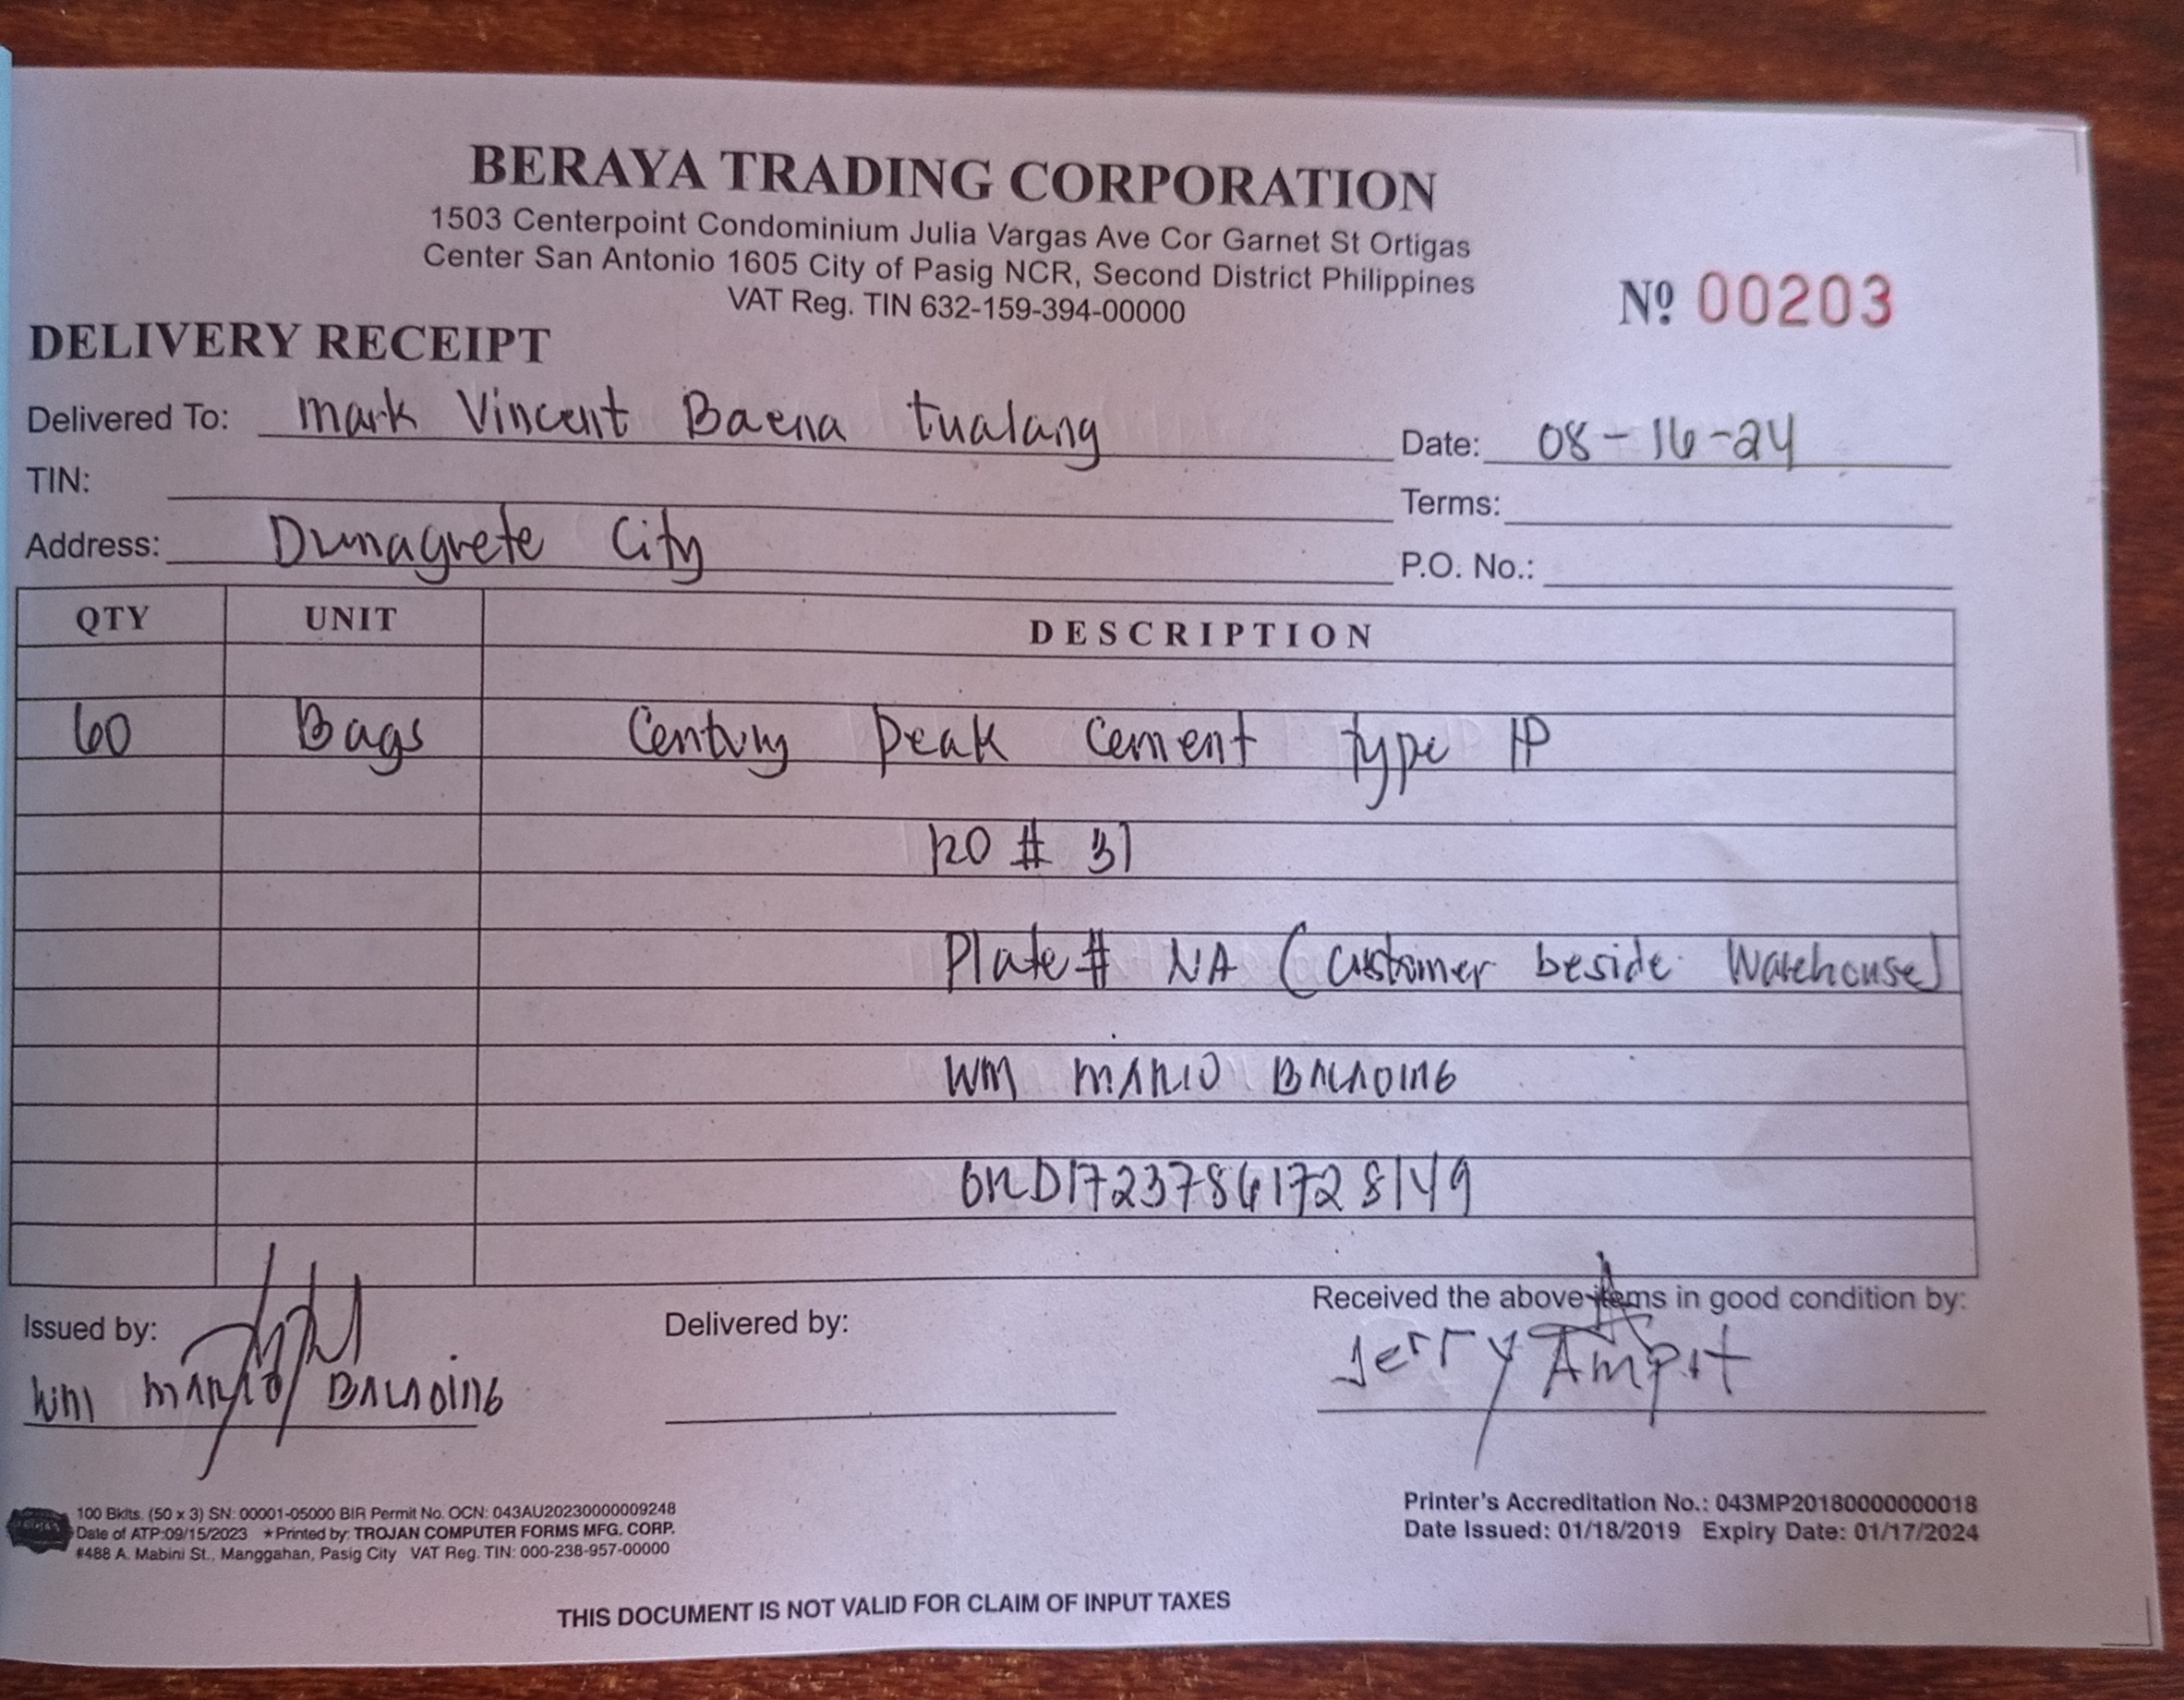 BERAYA TRADING CORPORATION
1503 Centerpoint Condominium Julia Vargas Ave Cor Garnet St Ortigas
Center San Antonio 1605 City of Pasig NCR, Second District Philippines
VAT Reg. TIN 632-159-394-00000
Nº 00203
DELIVERY RECEIPT
Delivered To: Mark Vincent Baena Tualang
Date: 08-16-24
TIN:
Terms:
Address: Dumagrete City
P.O. No.:
QTY UNIT DESCRIPTION
60 Bags Century Peak Cement Type IP
RO # 31
Plate # NA (Customer beside Warehouse)
WM MARIO BALADING
ORD17237861728149
Issued by:
Delivered by:
Received the above items in good condition by:
WM MARIO BALADING
Jerry Ampit
100 Bklts. (50 x 3) SN: 00001-05000 BIR Permit No. OCN: 043AU20230000009248
Date of ATP:09/15/2023 ★Printed by: TROJAN COMPUTER FORMS MFG. CORP.
#488 A. Mabini St., Manggahan, Pasig City VAT Reg. TIN: 000-238-957-00000
Printer's Accreditation No.: 043MP20180000000018
Date Issued: 01/18/2019 Expiry Date: 01/17/2024
THIS DOCUMENT IS NOT VALID FOR CLAIM OF INPUT TAXES